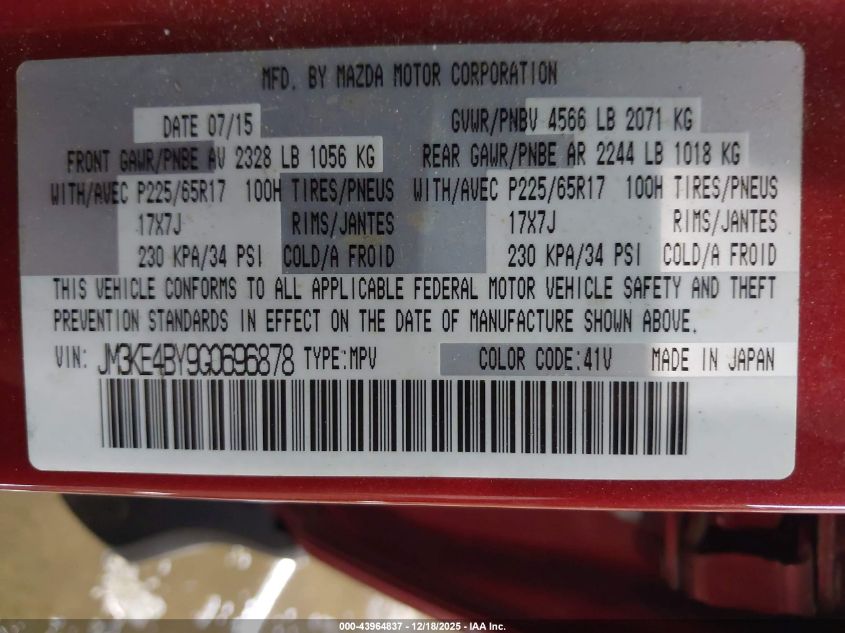 MFD. BY MAZDA MOTOR CORPORATION
DATE 07/15 GVWR/PNBV 4566 LB 2071 KG
FRONT GAWR/PNBE AV 2328 LB 1056 KG REAR GAWR/PNBE AR 2244 LB 1018 KG
WITH/AVEC P225/65R17 100H TIRES/PNEUS WITH/AVEC P225/65R17 100H TIRES/PNEUS
17X7J RIMS/JANTES 17X7J RIMS/JANTES
230 KPA/34 PSI COLD/A FROID 230 KPA/34 PSI COLD/A FROID
THIS VEHICLE CONFORMS TO ALL APPLICABLE FEDERAL MOTOR VEHICLE SAFETY AND THEFT
PREVENTION STANDARDS IN EFFECT ON THE DATE OF MANUFACTURE SHOWN ABOVE.
VIN: JM3KE4BY9G0696878 TYPE:MPV COLOR CODE:41V MADE IN JAPAN
000-43964837 - 12/18/2025 - IAA Inc.